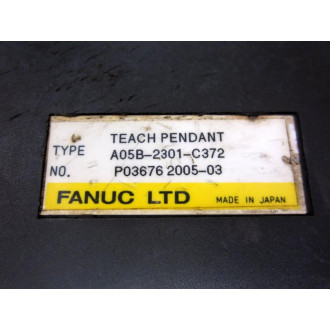 TEACH PENDANT
TYPE A05B-2301-C372
NO. P03676 2005-03
FANUC LTD MADE IN JAPAN